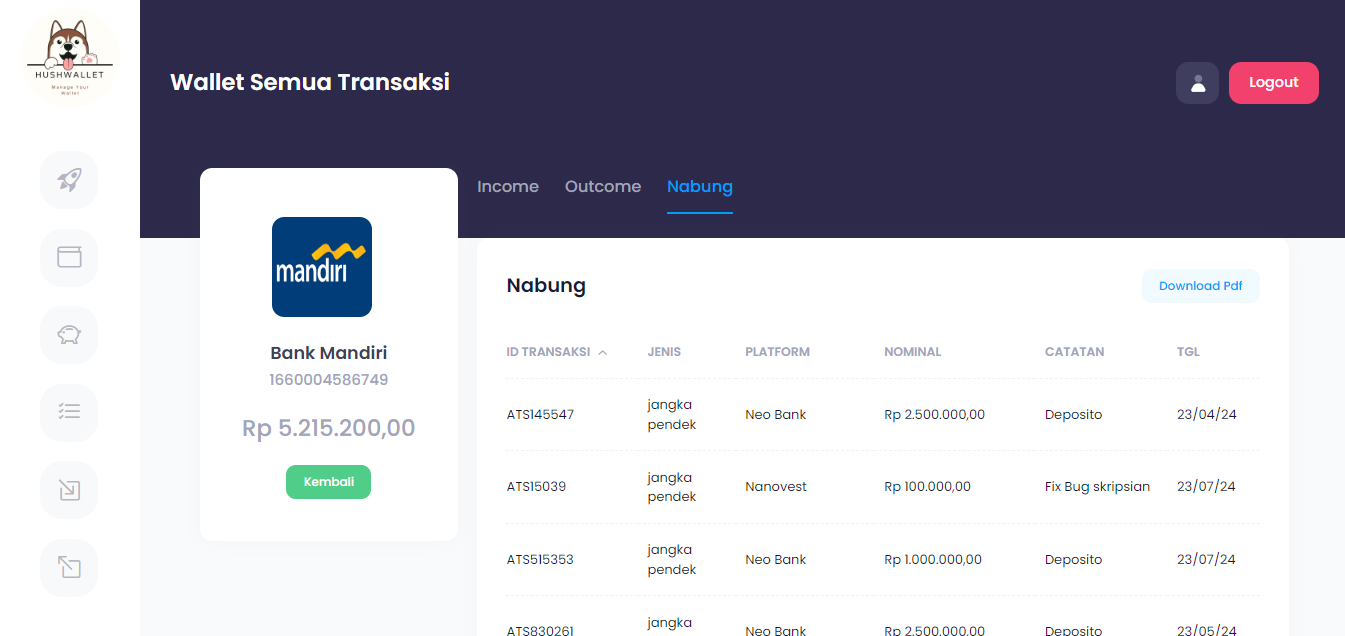 HUSHWALLET
Manage Your
Wallet
Wallet Semua Transaksi
Logout
Income Outcome Nabung
mandiri
Bank Mandiri
1660004586749
Rp 5.215.200,00
Kembali
Nabung
Download Pdf
ID TRANSAKSI JENIS PLATFORM NOMINAL CATATAN TGL
ATS145547 jangka pendek Neo Bank Rp 2.500.000,00 Deposito 23/04/24
ATS15039 jangka pendek Nanovest Rp 100.000,00 Fix Bug skripsian 23/07/24
ATS515353 jangka pendek Neo Bank Rp 1.000.000,00 Deposito 23/07/24
ATS830261 jangka Neo Bank Rp 2.500.000,00 Deposito 23/05/24